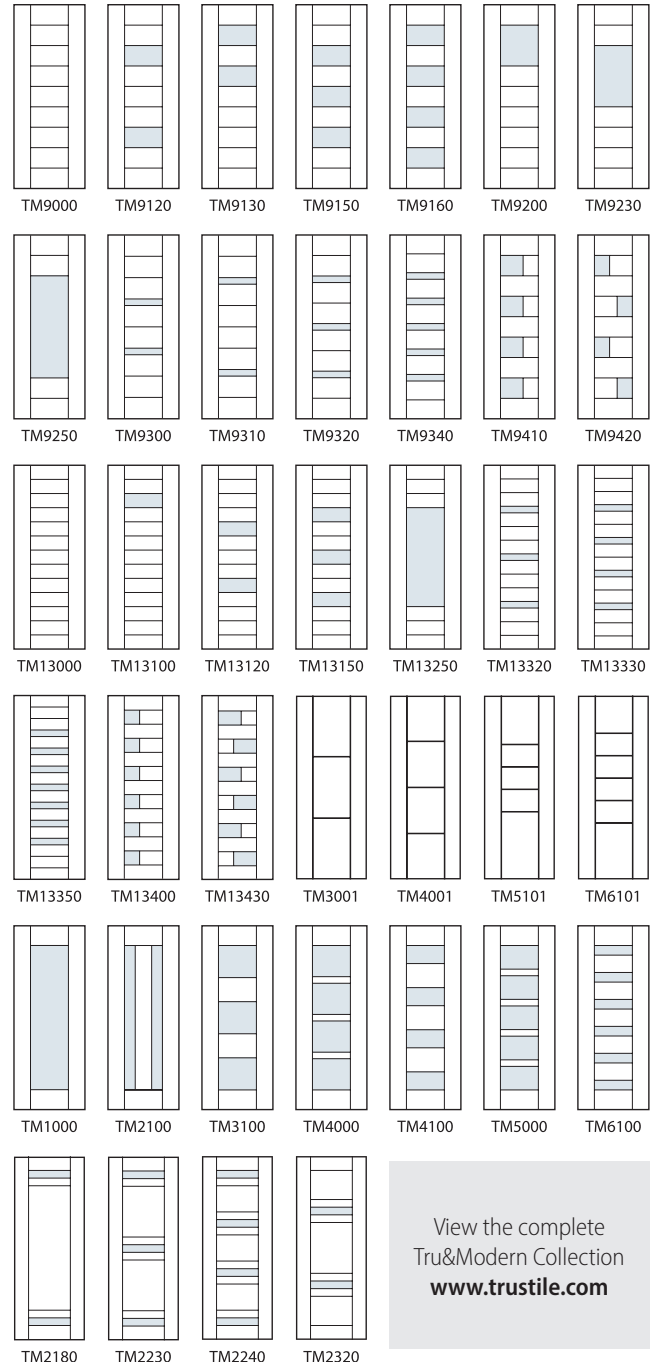 TM9000 TM9120 TM9130 TM9150 TM9160 TM9200 TM9230
TM9250 TM9300 TM9310 TM9320 TM9340 TM9410 TM9420
TM13000 TM13100 TM13120 TM13150 TM13250 TM13320 TM13330
TM13350 TM13400 TM13430 TM3001 TM4001 TM5101 TM6101
TM1000 TM2100 TM3100 TM4000 TM4100 TM5000 TM6100
TM2180 TM2230 TM2240 TM2320
View the complete
Tru&Modern Collection
www.trustile.com